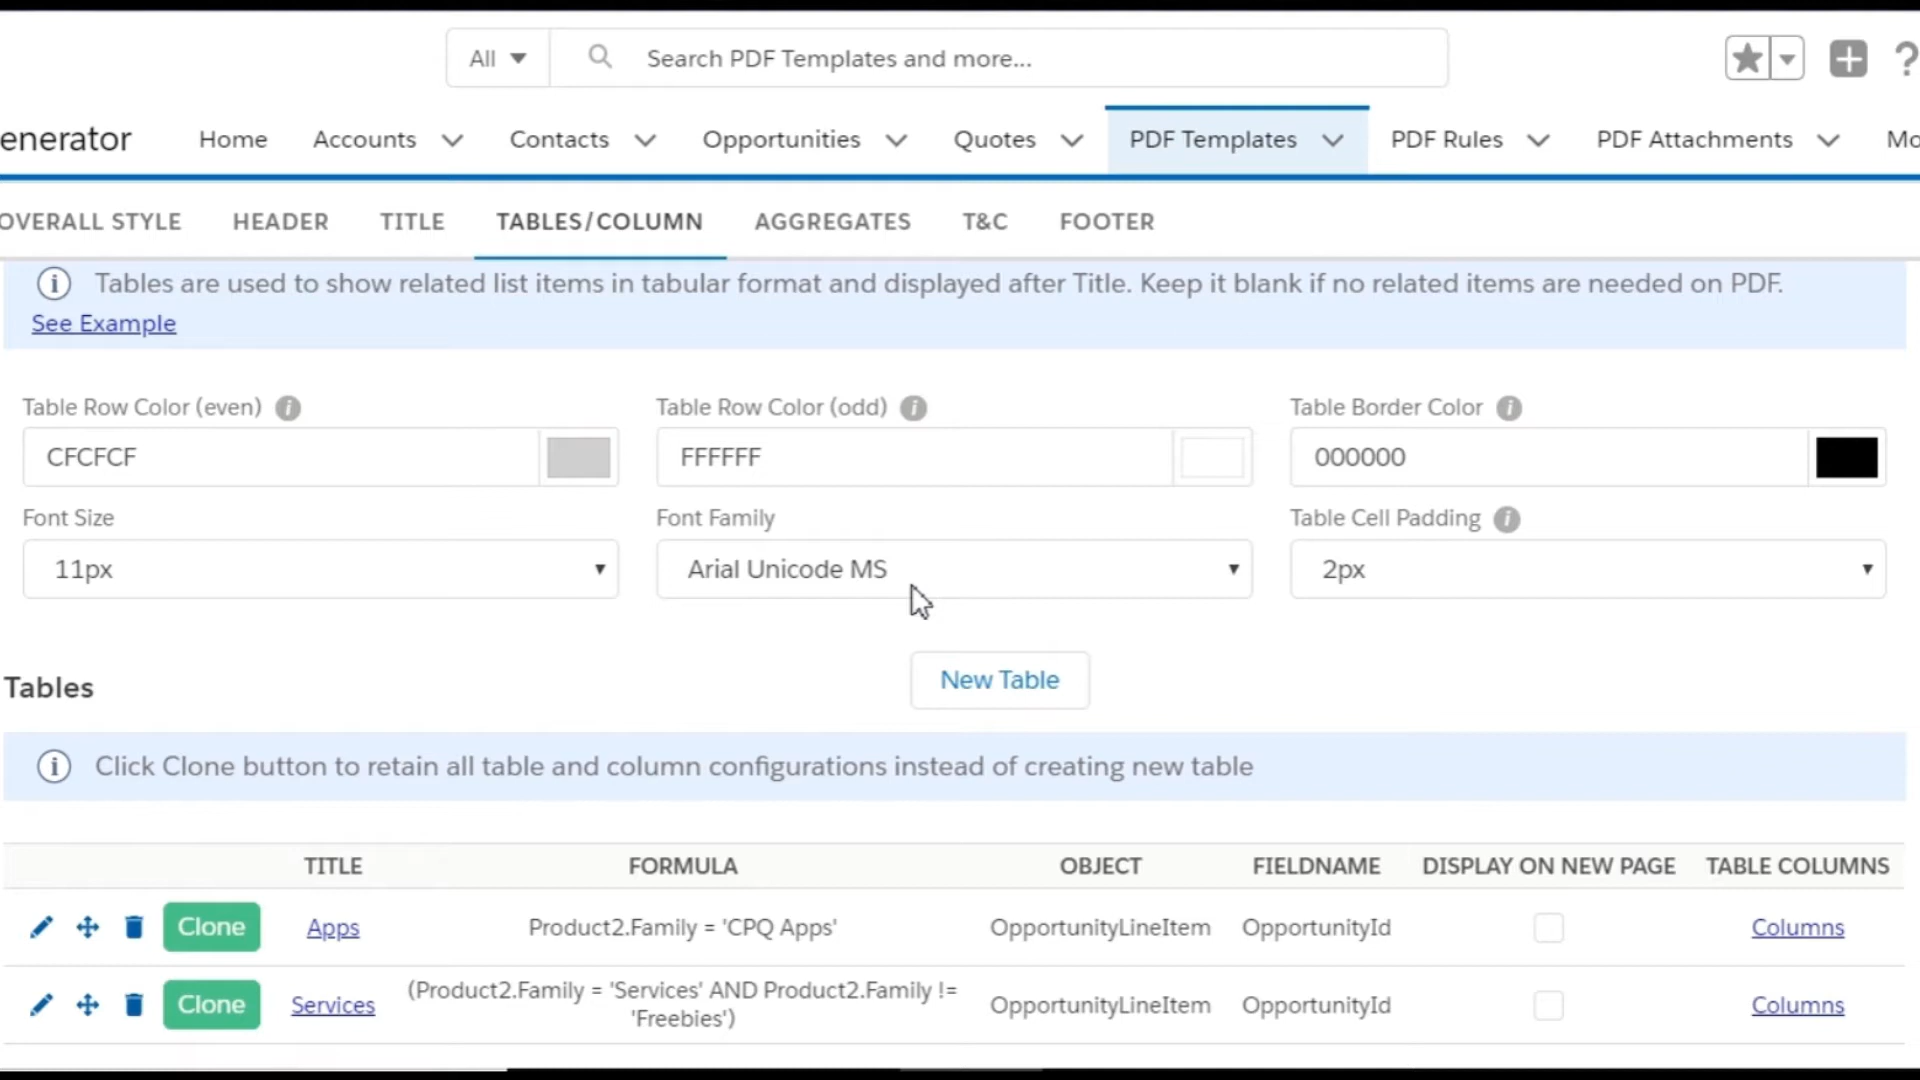 All
Search PDF Templates and more...
enerator
Home
Accounts
Contacts
Opportunities
Quotes
PDF Templates
PDF Rules
PDF Attachments
Mo
OVERALL STYLE
HEADER
TITLE
TABLES/COLUMN
AGGREGATES
T&C
FOOTER
Tables are used to show related list items in tabular format and displayed after Title. Keep it blank if no related items are needed on PDF.
See Example
Table Row Color (even)
Table Row Color (odd)
Table Border Color
CFCFCF
FFFFFF
000000
Font Size
Font Family
Table Cell Padding
11px
Arial Unicode MS
2px
Tables
New Table
Click Clone button to retain all table and column configurations instead of creating new table
TITLE
FORMULA
OBJECT
FIELDNAME
DISPLAY ON NEW PAGE
TABLE COLUMNS
Clone
Apps
Product2.Family = 'CPQ Apps'
OpportunityLineItem
OpportunityId
Columns
Clone
Services
(Product2.Family = 'Services' AND Product2.Family !=
'Freebies')
OpportunityLineItem
OpportunityId
Columns